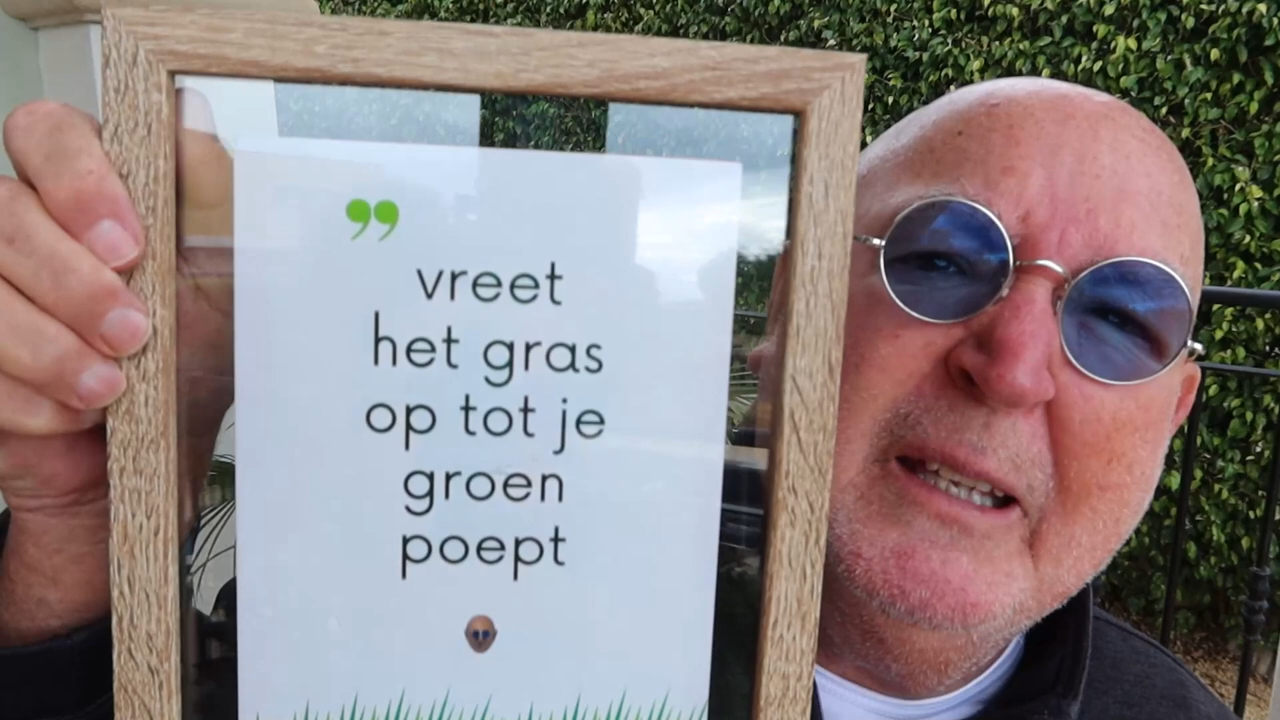 ”
vreet
het gras
op tot je
groen
poept